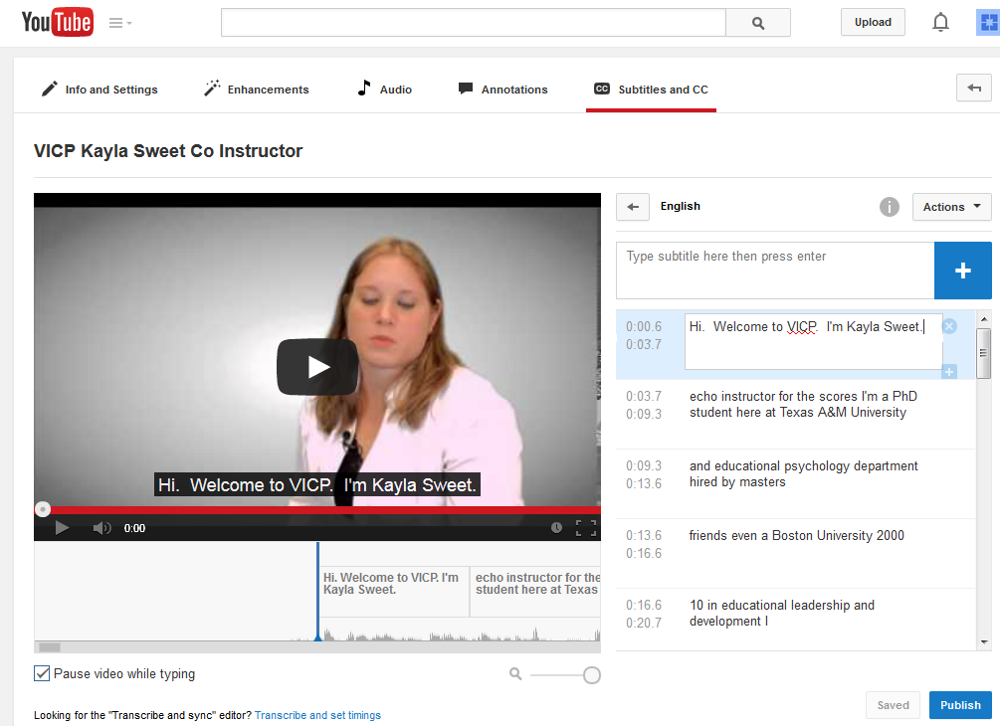 YouTube
Upload
Info and Settings
Enhancements
Audio
Annotations
CC Subtitles and CC
VICP Kayla Sweet Co Instructor
English
i
Actions
Type subtitle here then press enter
+
0:00.6
0:03.7
Hi.  Welcome to VICP.  I'm Kayla Sweet.
0:03.7
0:09.3
echo instructor for the scores I'm a PhD
student here at Texas A&M University
0:09.3
0:13.6
and educational psychology department
hired by masters
0:13.6
0:16.6
friends even a Boston University 2000
0:16.6
0:20.7
10 in educational leadership and
development I
Hi.  Welcome to VICP.  I'm Kayla Sweet.
0:00
Hi. Welcome to VICP. I'm
Kayla Sweet.
echo instructor for the
student here at Texas
Pause video while typing
Saved
Publish
Looking for the "Transcribe and sync" editor? Transcribe and set timings